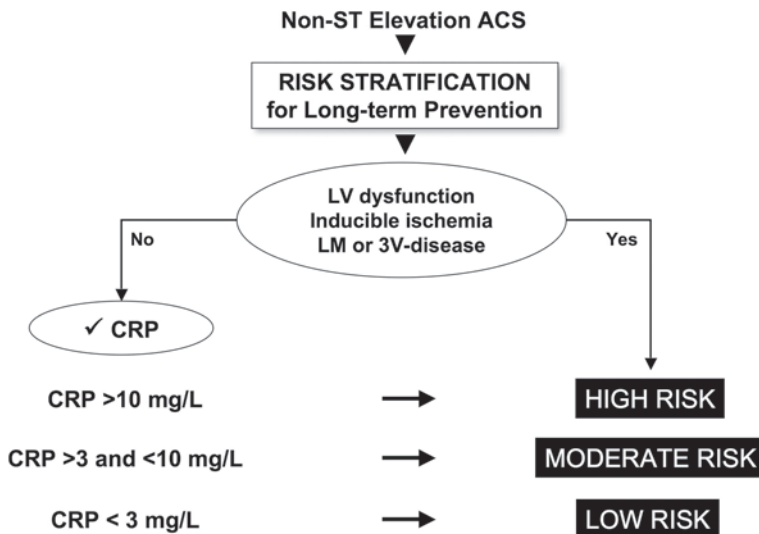 Non-ST Elevation ACS
RISK STRATIFICATION
for Long-term Prevention
LV dysfunction
Inducible ischemia
LM or 3V-disease
No
Yes
✓ CRP
CRP >10 mg/L
HIGH RISK
CRP >3 and <10 mg/L
MODERATE RISK
CRP < 3 mg/L
LOW RISK